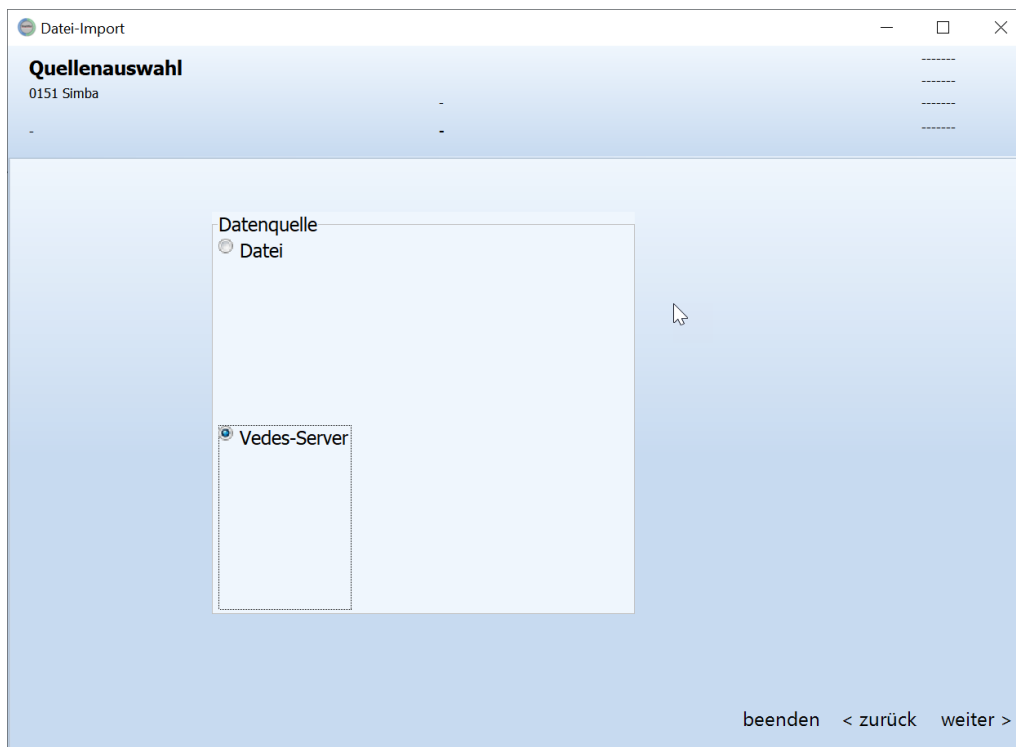 Datei-Import
Quellenauswahl
-------
0151 Simba
-------
- -------
- - -------
Datenquelle
Datei
Vedes-Server
beenden < zurück weiter >